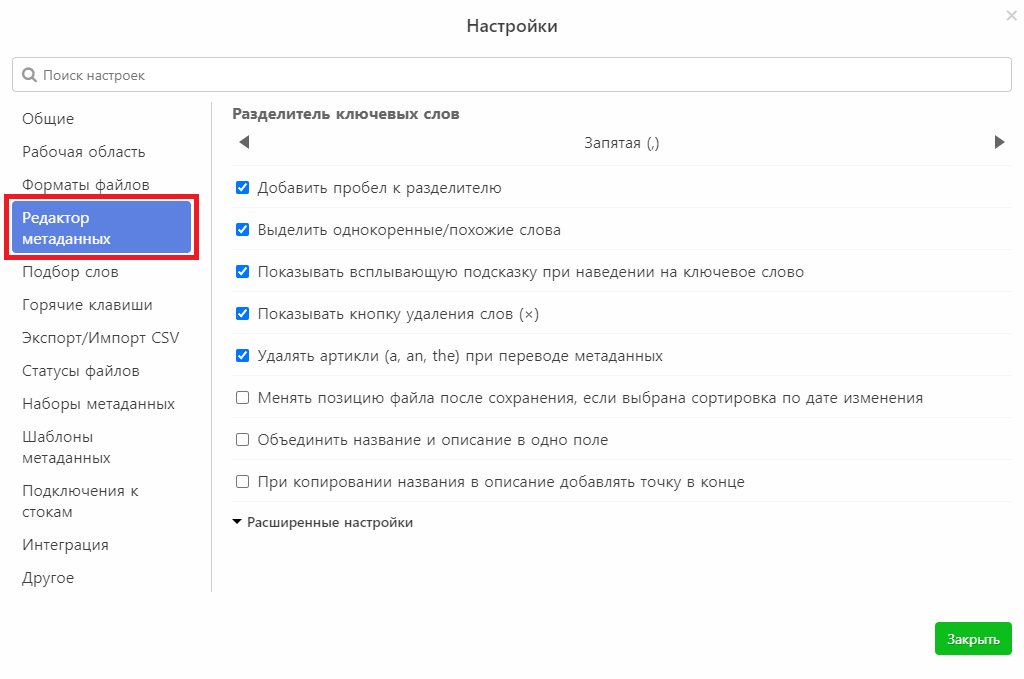 Настройки
Поиск настроек
Общие
Рабочая область
Форматы файлов
Редактор
метаданных
Подбор слов
Горячие клавиши
Экспорт/Импорт CSV
Статусы файлов
Наборы метаданных
Шаблоны
метаданных
Подключения к
стокам
Интеграция
Другое
Разделитель ключевых слов
Запятая (,)
Добавить пробел к разделителю
Выделить однокоренные/похожие слова
Показывать всплывающую подсказку при наведении на ключевое слово
Показывать кнопку удаления слов (×)
Удалять артикли (a, an, the) при переводе метаданных
Менять позицию файла после сохранения, если выбрана сортировка по дате изменения
Объединить название и описание в одно поле
При копировании названия в описание добавлять точку в конце
Расширенные настройки
Закрыть